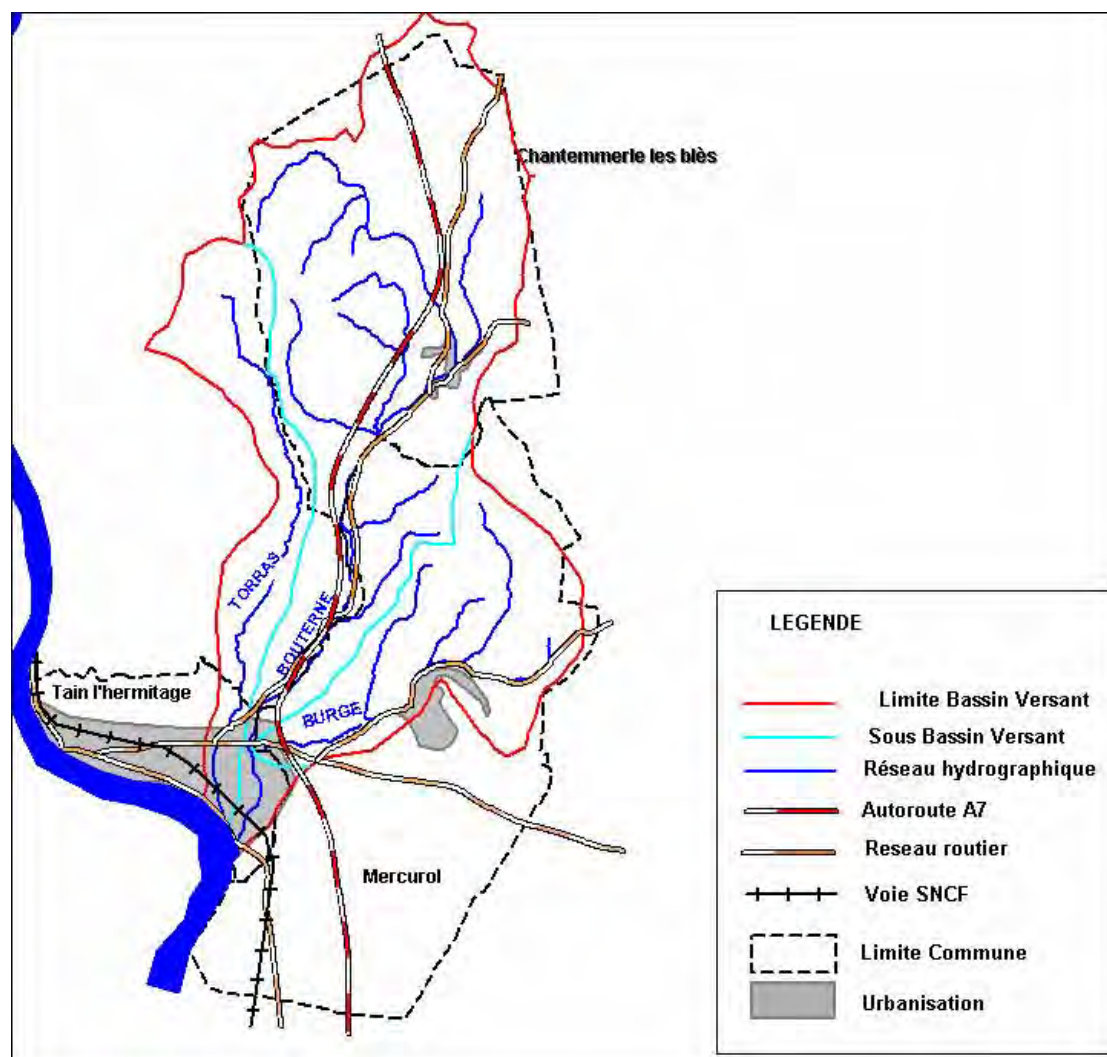 Chantemmerle les blès
TORRAS
BOUTERNE
BURGE
Tain l'hermitage
Mercurol
LEGENDE
Limite Bassin Versant
Sous Bassin Versant
Réseau hydrographique
Autoroute A7
Reseau routier
Voie SNCF
Limite Commune
Urbanisation